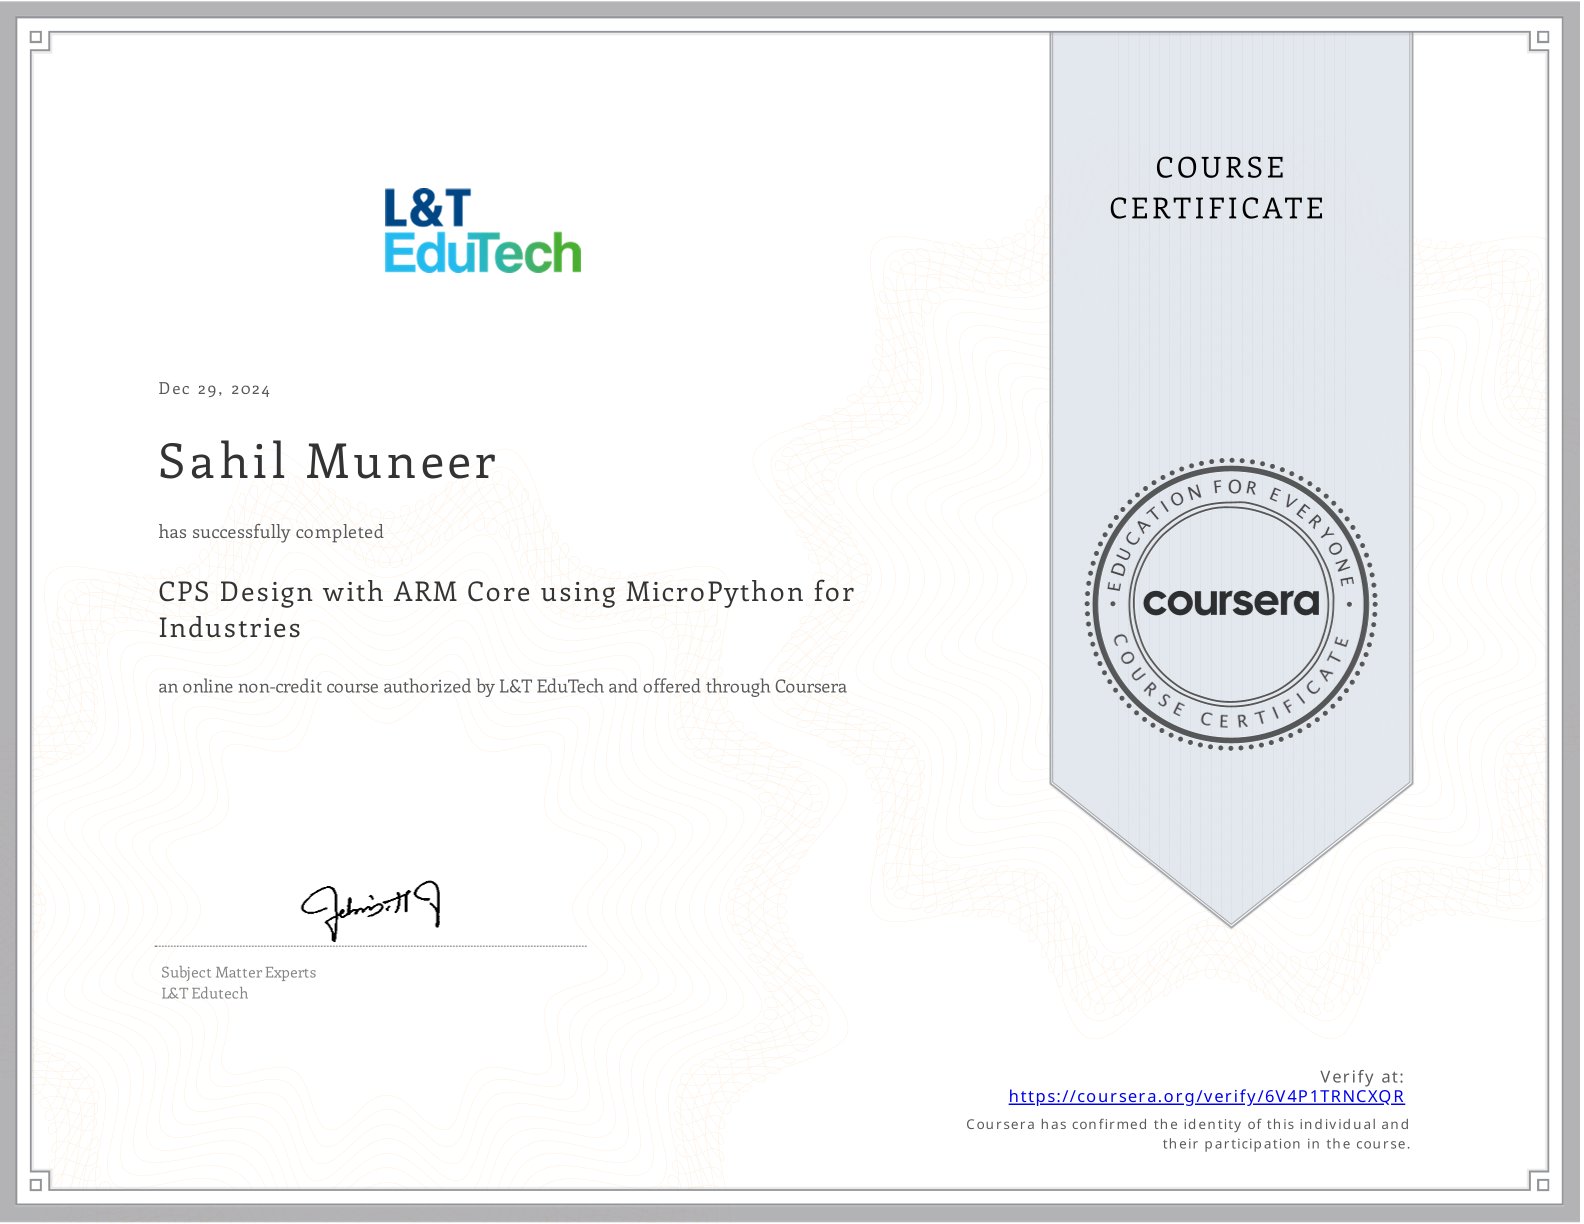 L&T
EduTech
COURSE
CERTIFICATE
Dec 29, 2024
Sahil Muneer
has successfully completed
CPS Design with ARM Core using MicroPython for
Industries
an online non-credit course authorized by L&T EduTech and offered through Coursera
EDUCATION FOR EVERYONE
coursera
COURSE CERTIFICATE
Subject Matter Experts
L&T Edutech
Verify at:
https://coursera.org/verify/6V4P1TRNCXQR
Coursera has confirmed the identity of this individual and
their participation in the course.